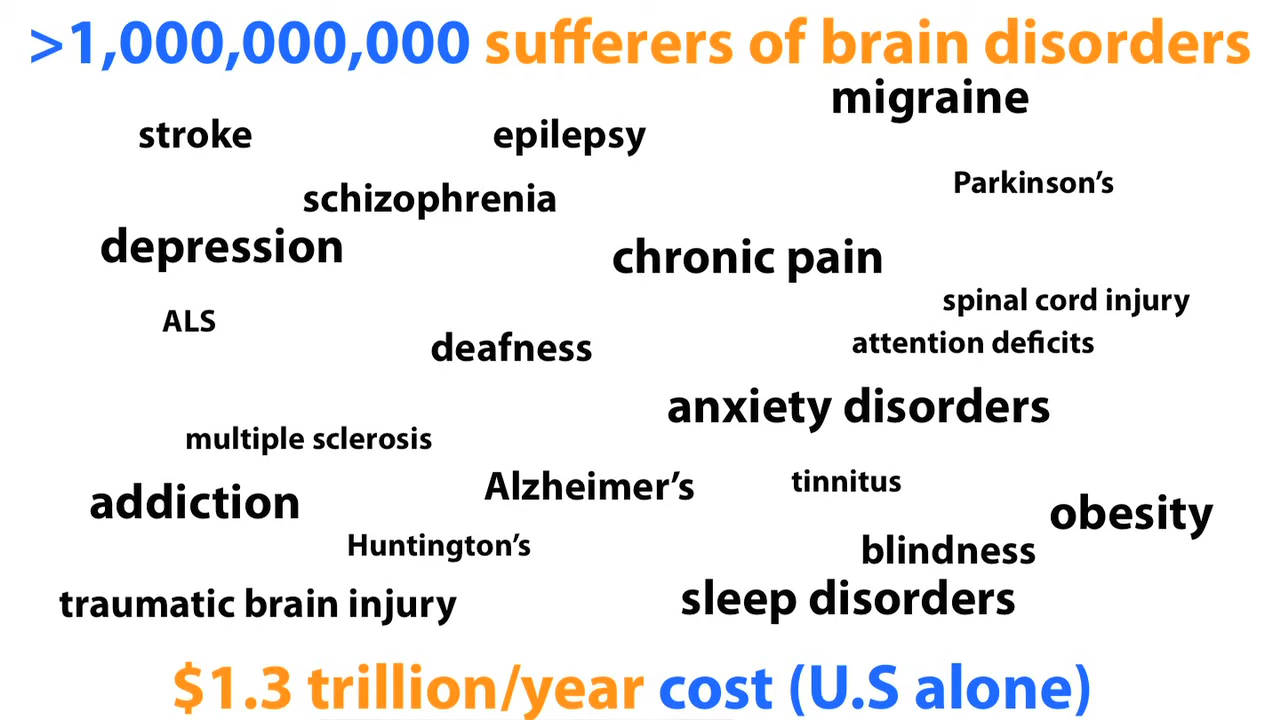 >1,000,000,000 sufferers of brain disorders
migraine
stroke
epilepsy
Parkinson’s
schizophrenia
depression
chronic pain
spinal cord injury
ALS
deafness
attention deficits
anxiety disorders
multiple sclerosis
Alzheimer’s
tinnitus
addiction
obesity
Huntington’s
blindness
traumatic brain injury
sleep disorders
$1.3 trillion/year cost (U.S alone)